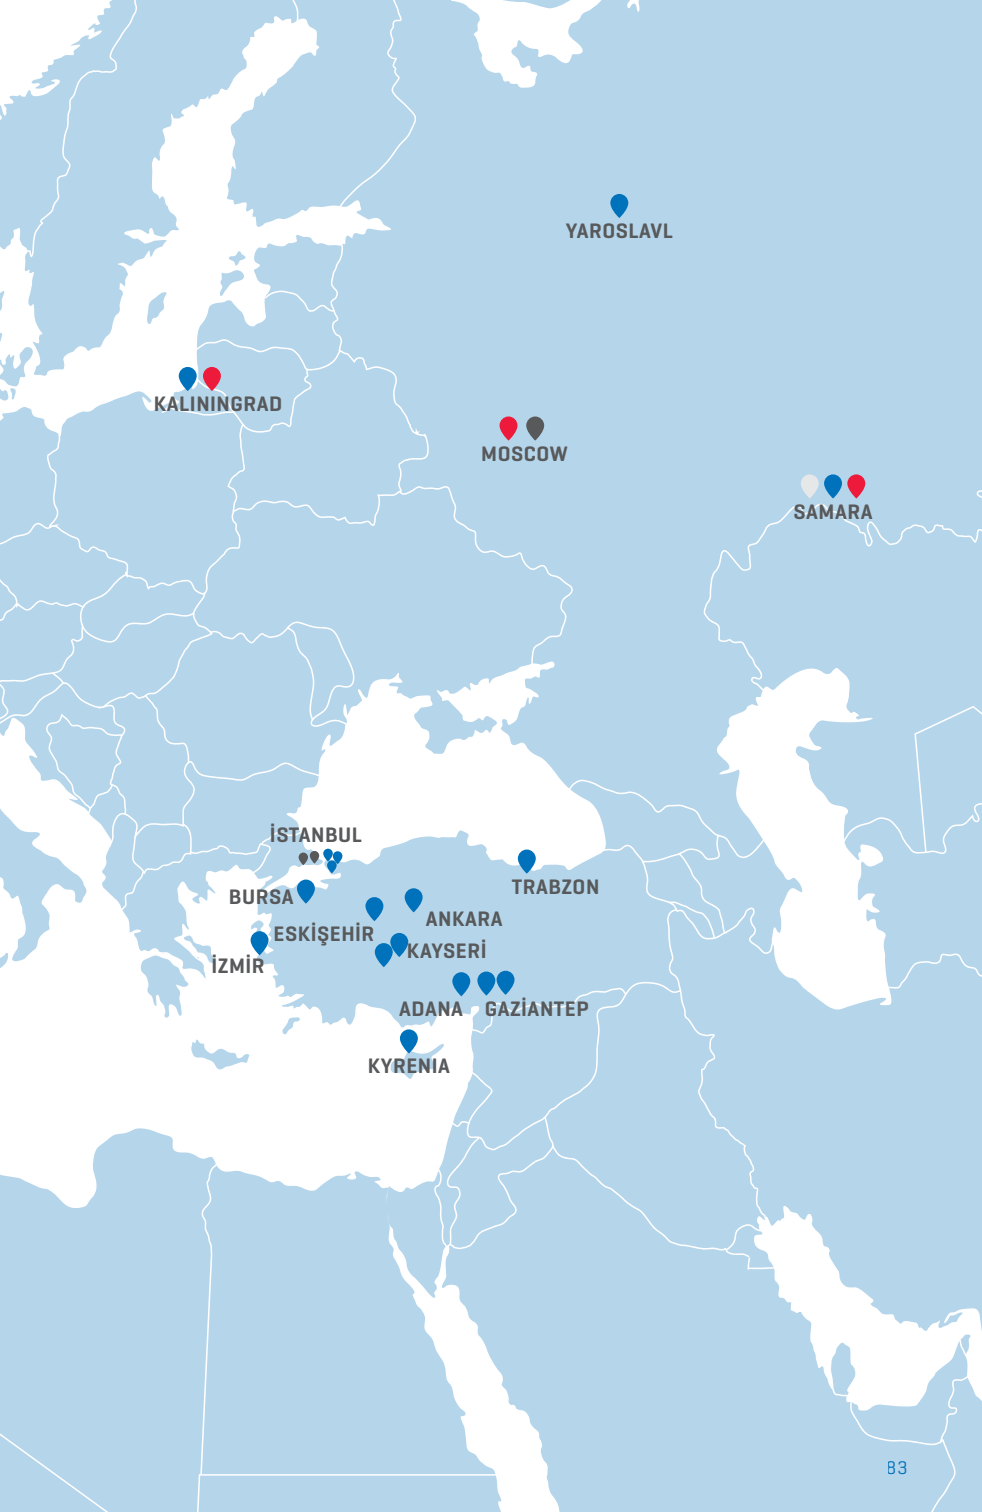 YAROSLAVL
KALININGRAD
MOSCOW
SAMARA
İSTANBUL
TRABZON
BURSA
ANKARA
ESKİŞEHİR
KAYSERİ
İZMİR
ADANA
GAZİANTEP
KYRENIA
83